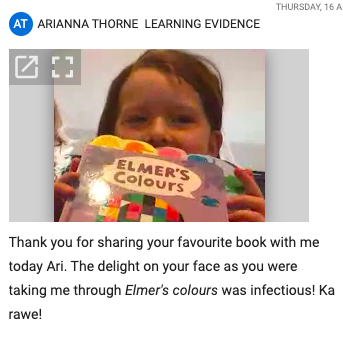 THURSDAY, 16 A
AT ARIANNA THORNE LEARNING EVIDENCE
ELMER'S
Colours
Thank you for sharing your favourite book with me
today Ari. The delight on your face as you were
taking me through Elmer's colours was infectious! Ka
rawe!